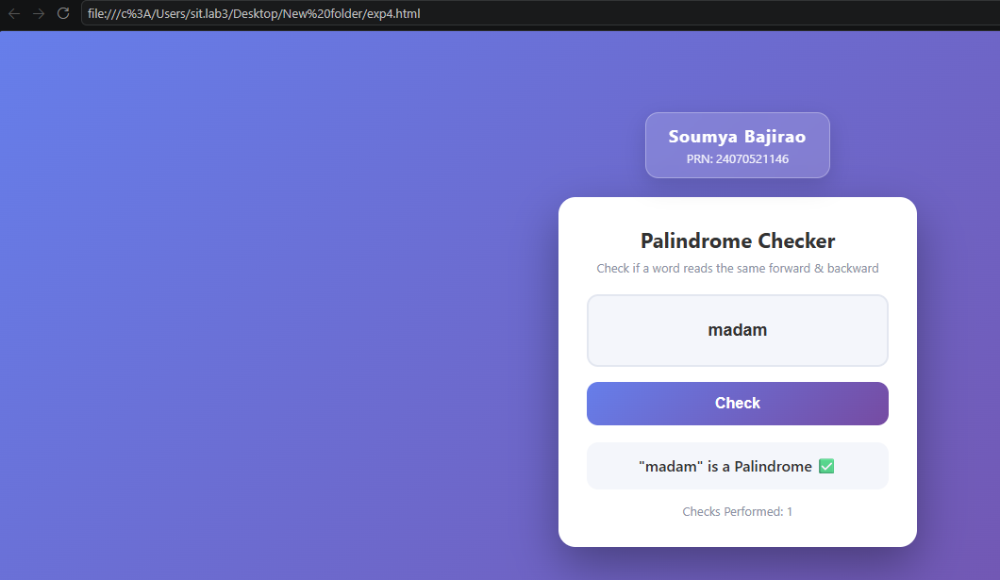 file:///c%3A/Users/sit.lab3/Desktop/New%20folder/exp4.html
Soumya Bajirao
PRN: 24070521146
Palindrome Checker
Check if a word reads the same forward & backward
madam
Check
"madam" is a Palindrome ✅
Checks Performed: 1